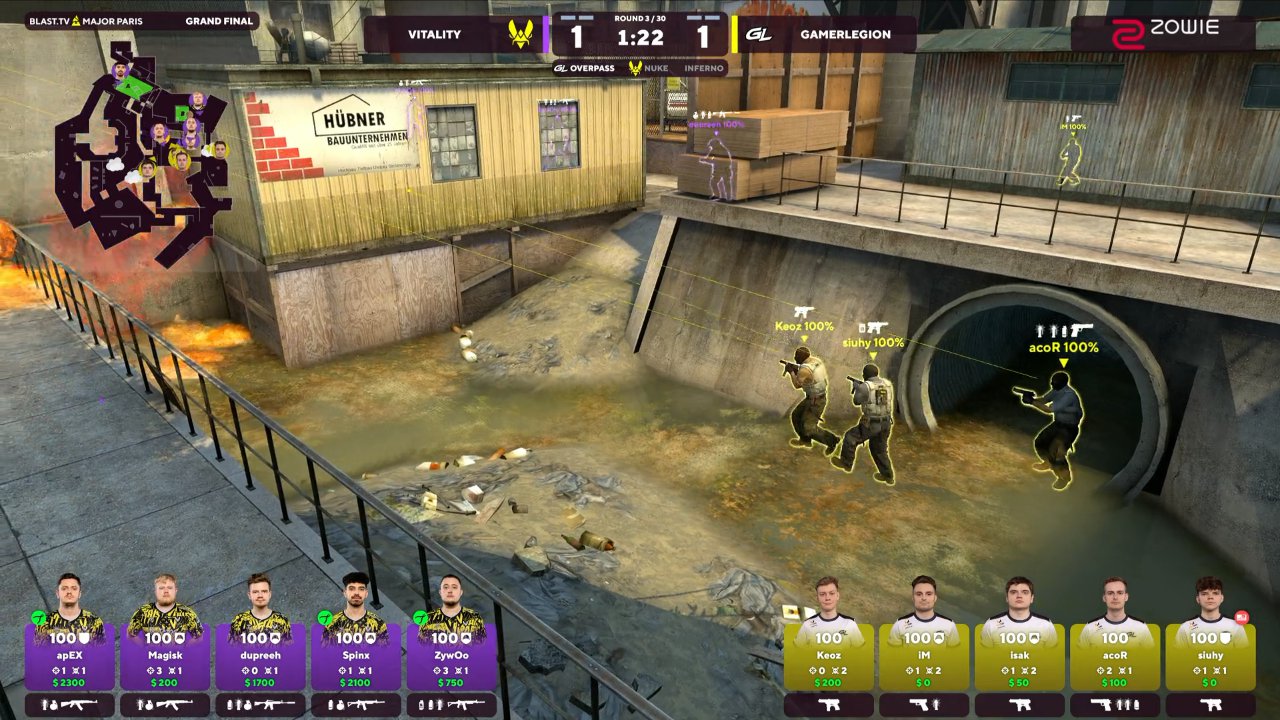 BLAST.TV MAJOR PARIS GRAND FINAL
VITALITY
1
ROUND 3 / 30
1:22
1
GL
GAMERLEGION
GL OVERPASS NUKE INFERNO
ZOWIE
HÜBNER
BAUUNTERNEHMEN
dupreeh 100%
iM 100%
Keoz 100%
siuhy 100%
acoR 100%
100 100 100 100 100
apEX Magisk dupreeh Spinx ZywOo
1 1 3 1 0 1 1 1 3 1
$2300 $200 $1700 $2100 $750
100 100 100 100 100
Keoz iM isak acoR siuhy
0 2 1 2 1 2 2 1 1 1
$200 $0 $50 $100 $0